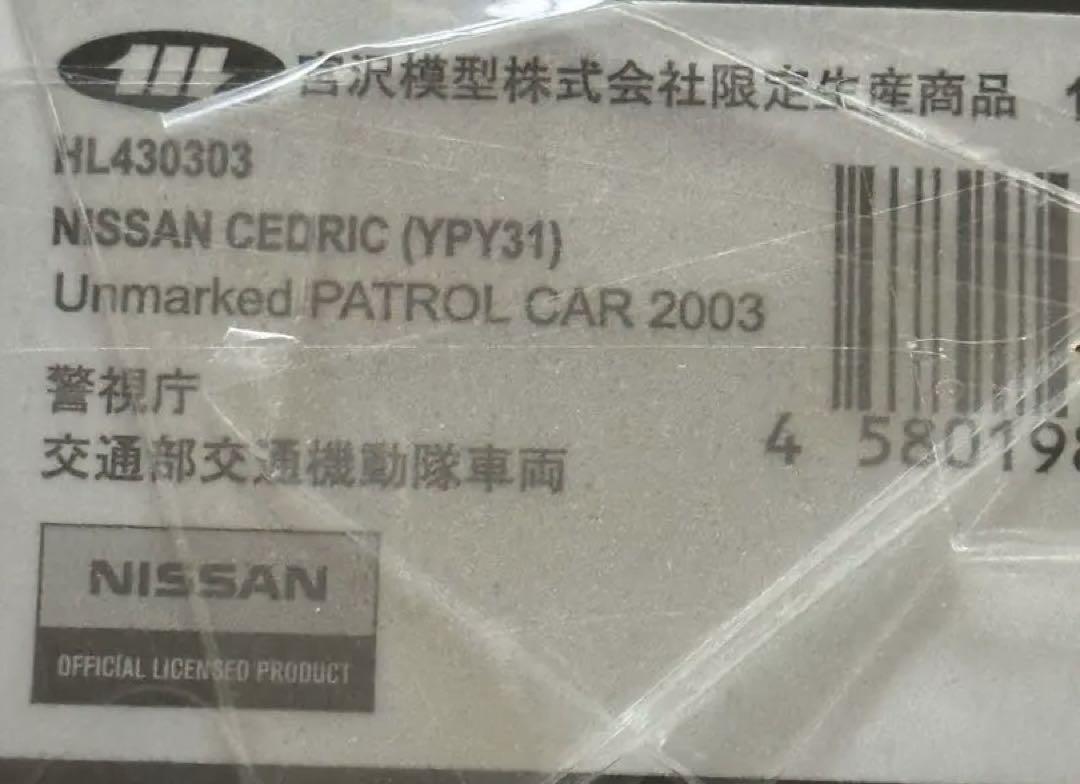 宮沢模型株式会社限定生産商品
HL430303
NISSAN CEDRIC (YPY31)
Unmarked PATROL CAR 2003
警視庁
交通部交通機動隊車両
4 580198
NISSAN
OFFICIAL LICENSED PRODUCT